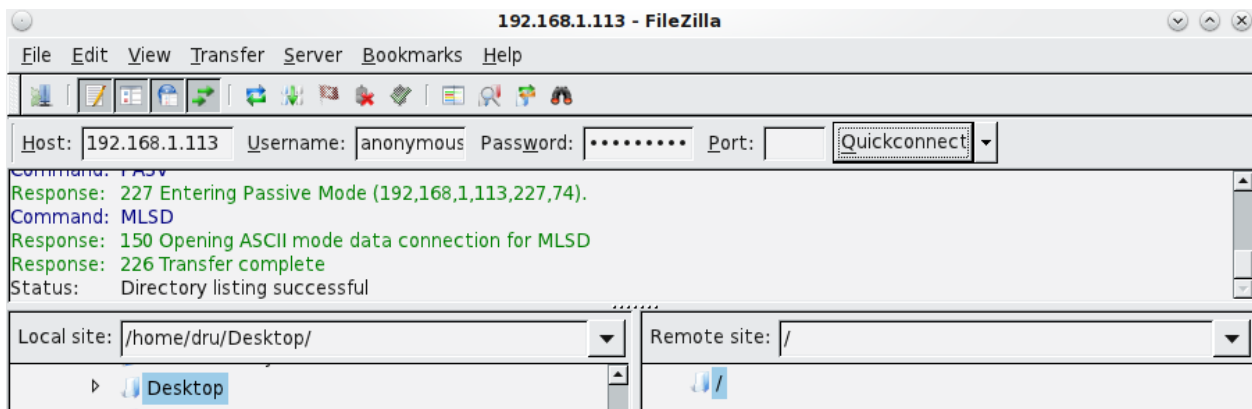 192.168.1.113 - FileZilla
File Edit View Transfer Server Bookmarks Help
Host: 192.168.1.113 Username: anonymous Password: ••••••••• Port: Quickconnect
Command: PASV
Response: 227 Entering Passive Mode (192,168,1,113,227,74).
Command: MLSD
Response: 150 Opening ASCII mode data connection for MLSD
Response: 226 Transfer complete
Status: Directory listing successful
Local site: /home/dru/Desktop/ Remote site: /
Desktop /